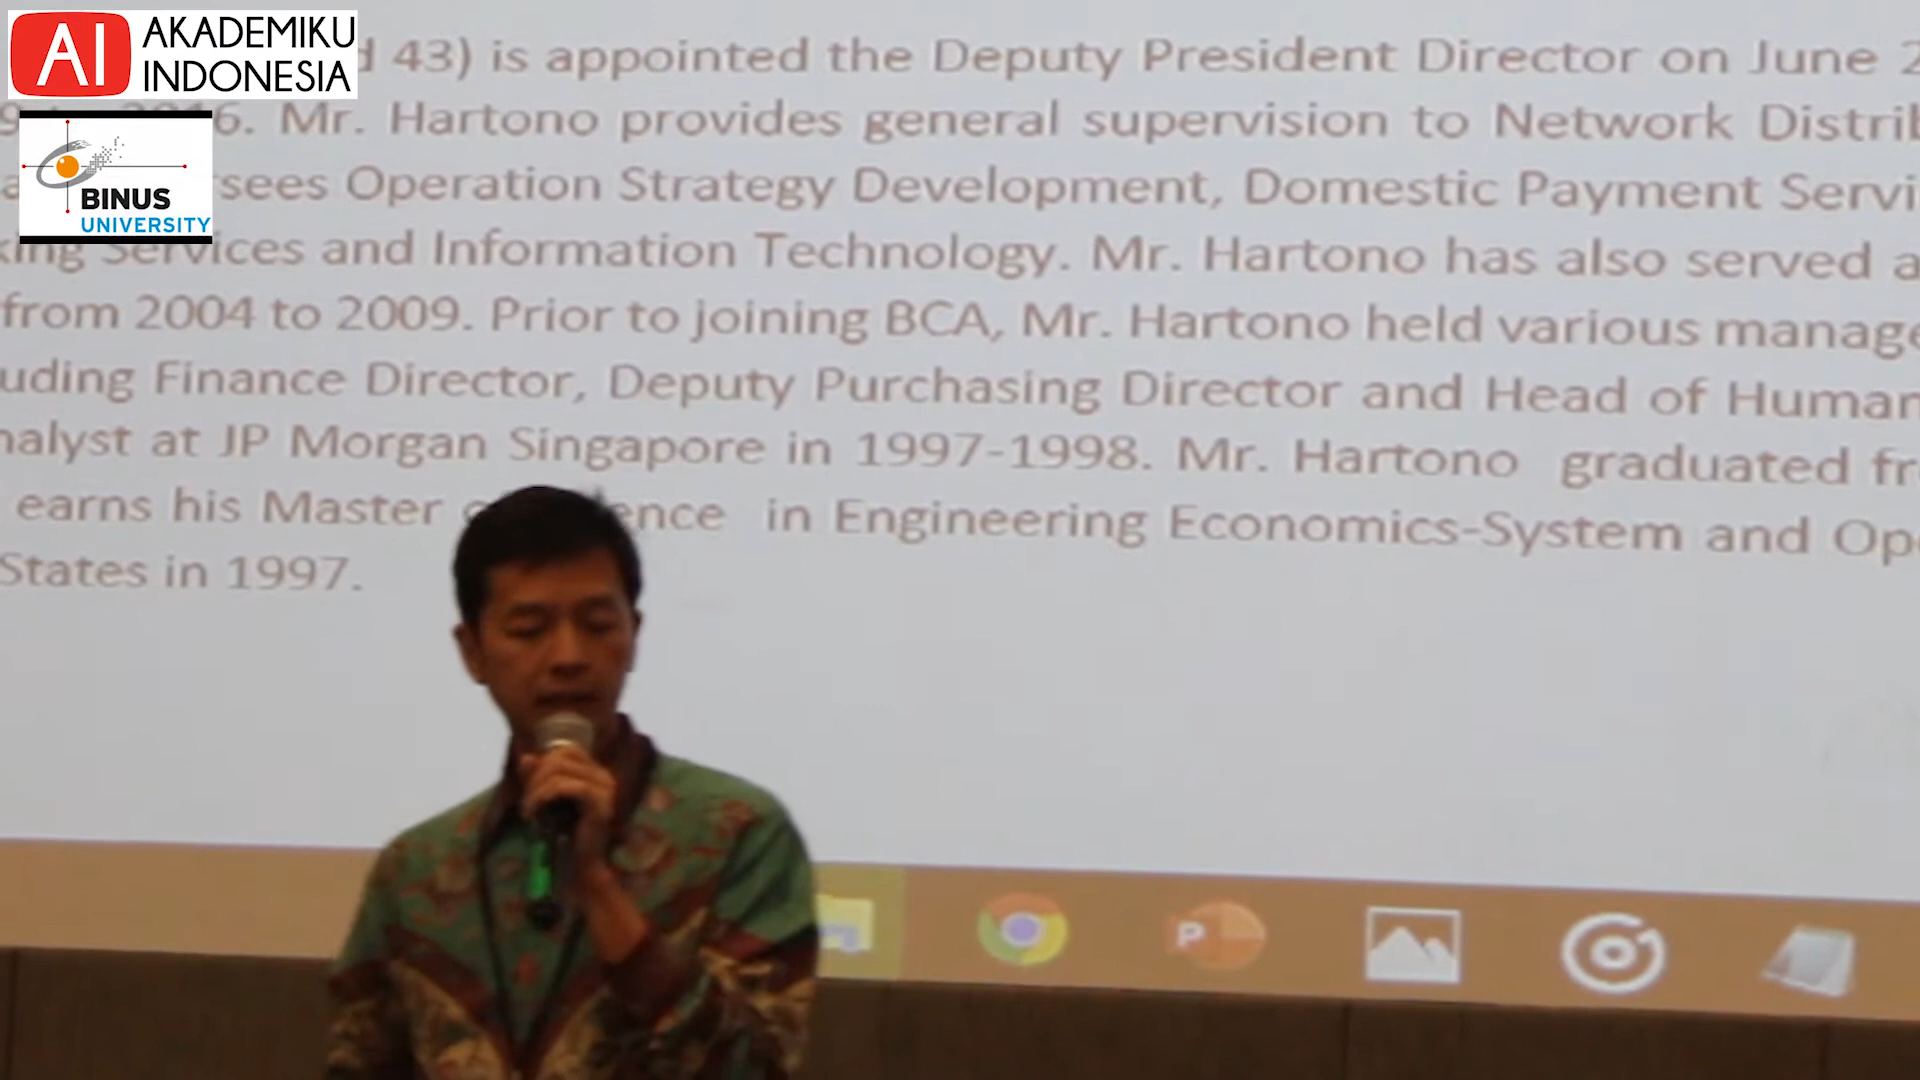 AI AKADEMIKU
INDONESIA
BINUS
UNIVERSITY
43) is appointed the Deputy President Director on June
6. Mr. Hartono provides general supervision to Network
sees Operation Strategy Development, Domestic Payment
king Services and Information Technology. Mr. Hartono has also served
from 2004 to 2009. Prior to joining BCA, Mr. Hartono held various
uding Finance Director, Deputy Purchasing Director and Head of Human
nalyst at JP Morgan Singapore in 1997-1998. Mr. Hartono graduated
earns his Master ence in Engineering Economics-System and
States in 1997.
P